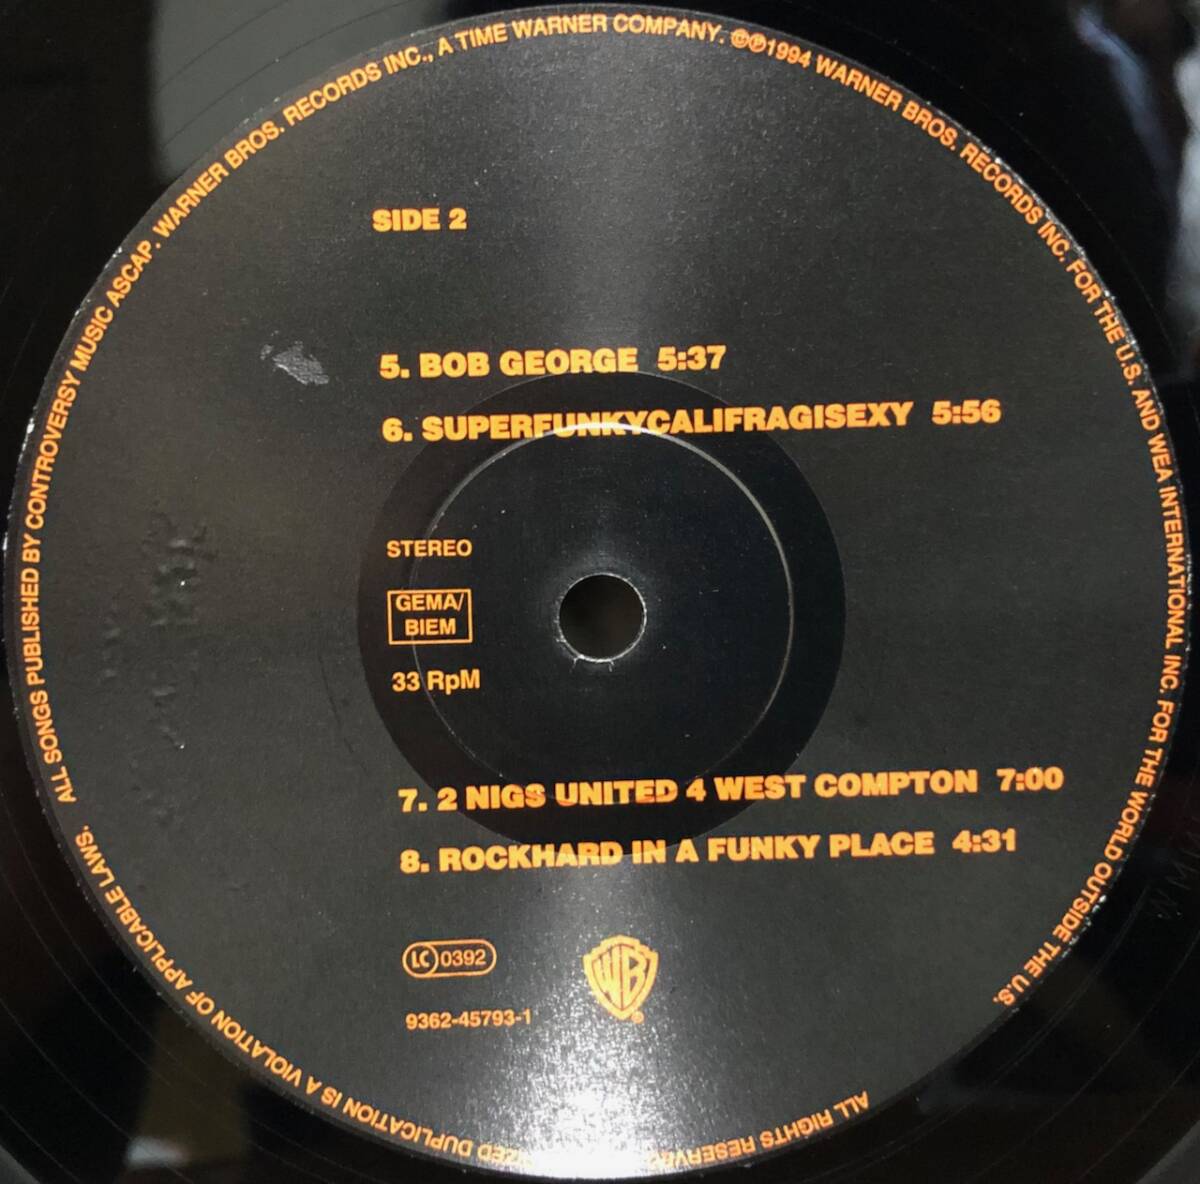 SIDE 2
5. BOB GEORGE 5:37
6. SUPERFUNKYCALIFRAGISEXY 5:56
STEREO
GEMA/
BIEM
33 RpM
7. 2 NIGS UNITED 4 WEST COMPTON 7:00
8. ROCKHARD IN A FUNKY PLACE 4:31
LC 0392
WB
9362-45793-1
ALL SONGS PUBLISHED BY CONTROVERSY MUSIC ASCAP. WARNER BROS. RECORDS INC., A TIME WARNER COMPANY. ©℗1994 WARNER BROS. RECORDS INC. FOR THE U.S. AND WEA INTERNATIONAL INC. FOR THE WORLD OUTSIDE THE U.S.
ALL RIGHTS DUPLICATION IS A VIOLATION OF APPLICABLE LAWS.